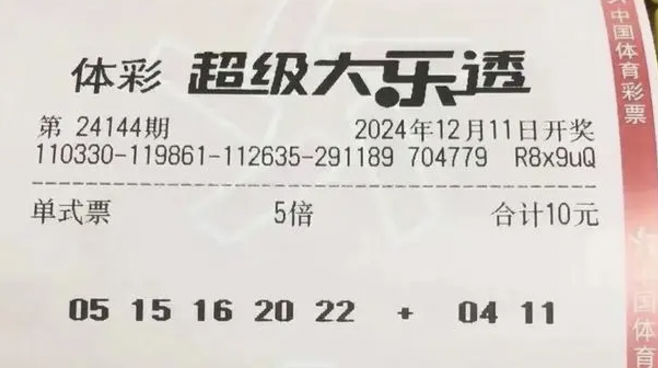 体彩 超级大乐透
第 24144期 2024年12月11日开奖
110330-119861-112635-291189 704779 R8x9uQ
单式票 5倍 合计10元
05 15 16 20 22 + 04 11
中国体育彩票
中国体育